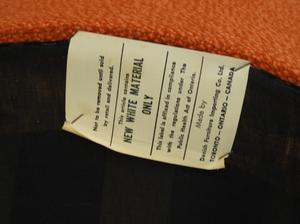 Not to be removed until sold
by retail and delivered.
This article contains
NEW WHITE MATERIAL
ONLY
This label is affixed in compliance
with the regulations under The
Public Health Act of Ontario.
Made by
Danish Furniture Importing Co. Ltd.
TORONTO - ONTARIO - CANADA